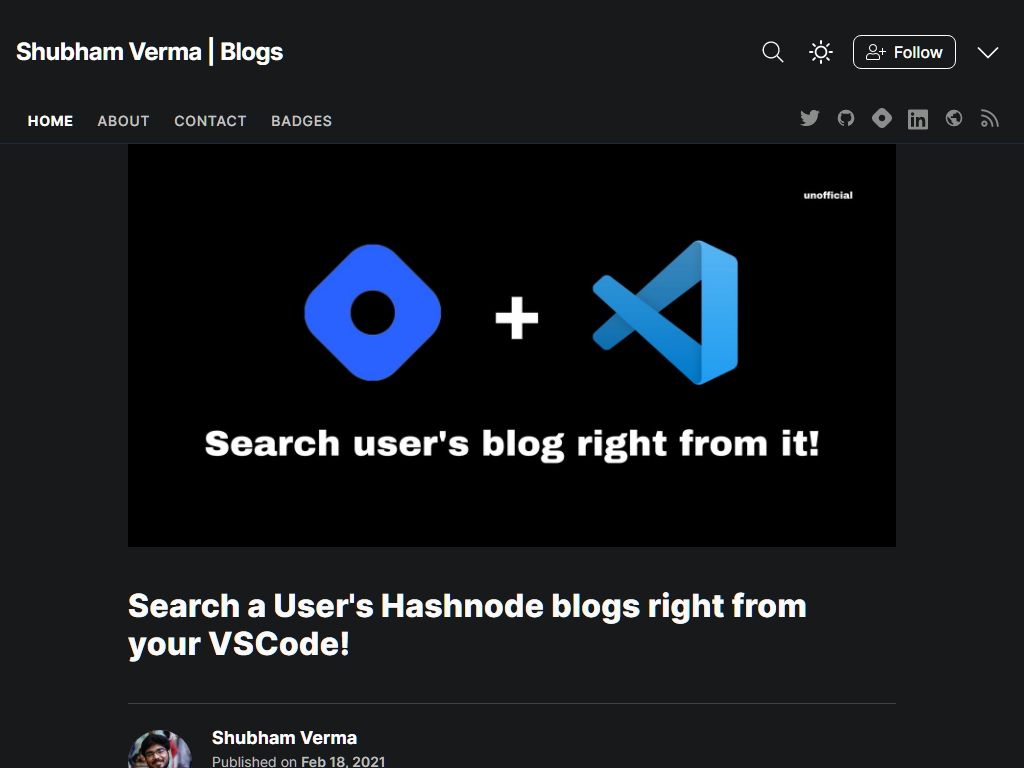 Shubham Verma | Blogs
Follow
HOME ABOUT CONTACT BADGES
unofficial
Search user's blog right from it!
Search a User's Hashnode blogs right from
your VSCode!
Shubham Verma
Published on Feb 18, 2021